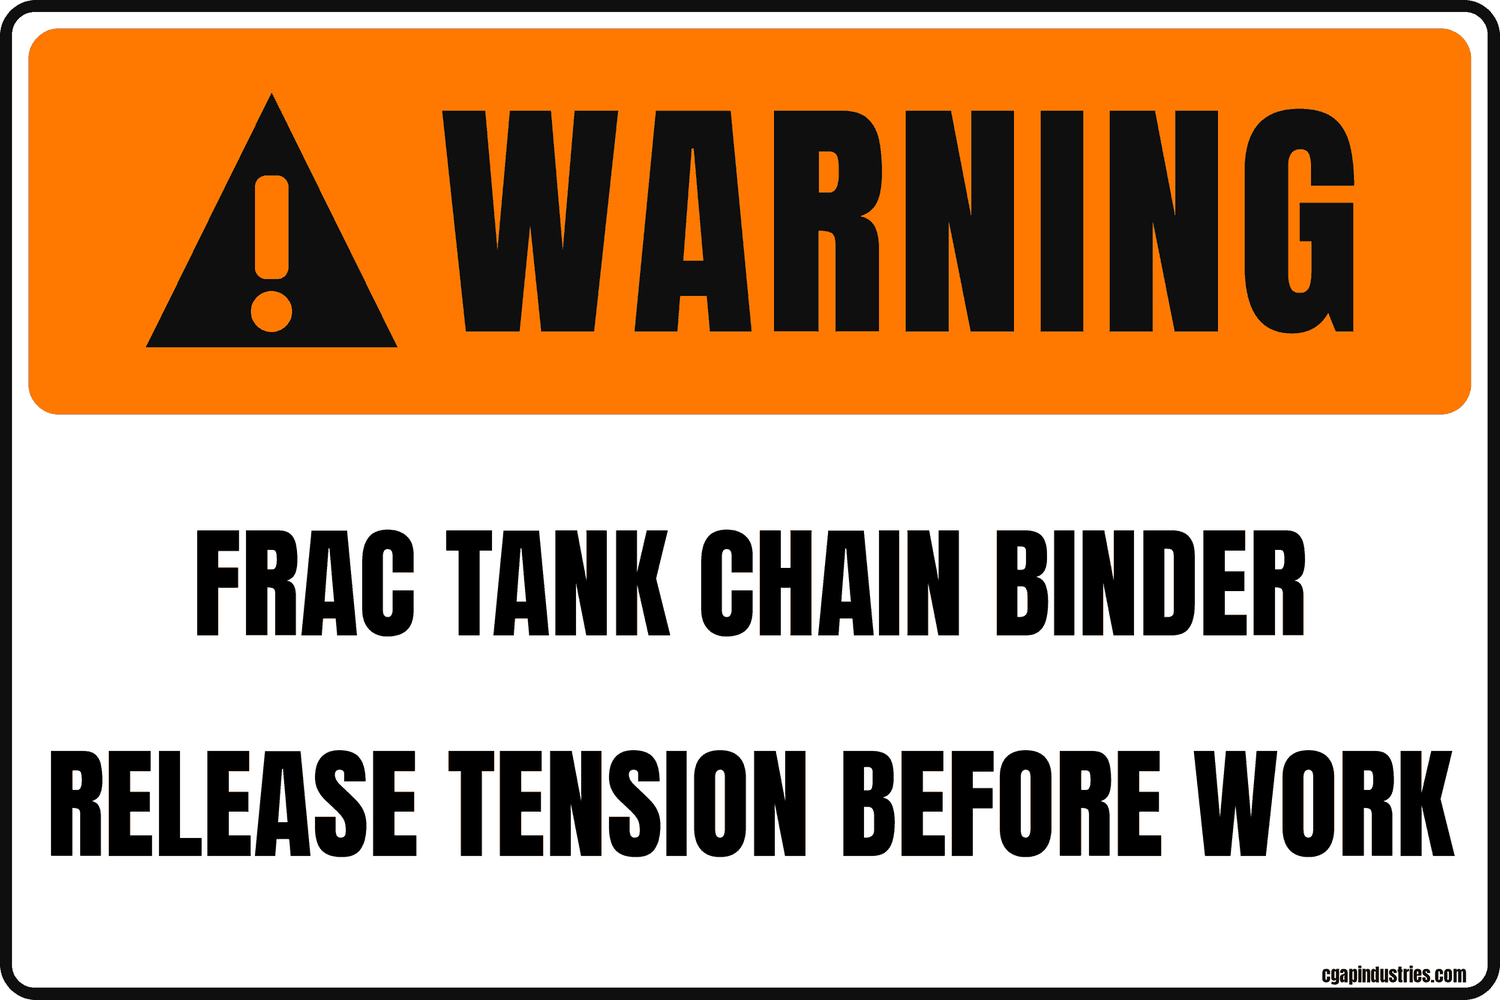 WARNING
FRAC TANK CHAIN BINDER
RELEASE TENSION BEFORE WORK
cgapindustries.com